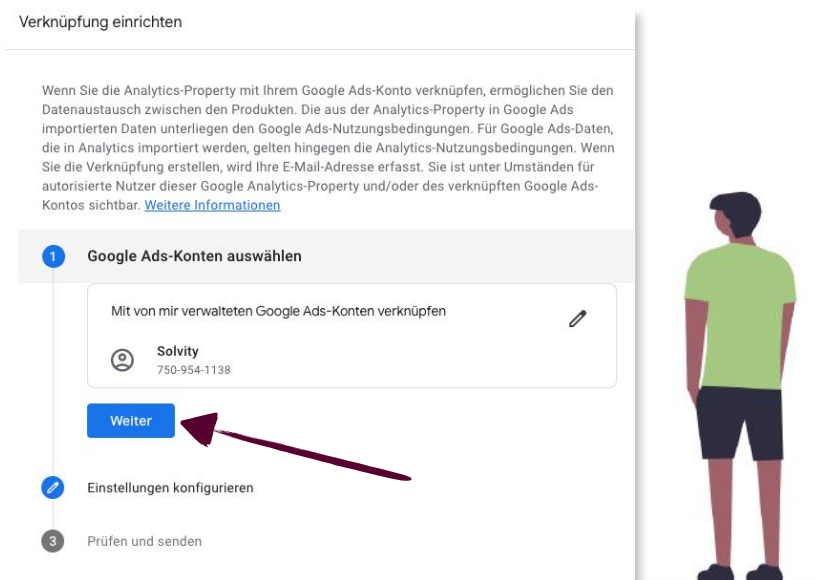 Verknüpfung einrichten
Wenn Sie die Analytics-Property mit Ihrem Google Ads-Konto verknüpfen, ermöglichen Sie den
Datenaustausch zwischen den Produkten. Die aus der Analytics-Property in Google Ads
importierten Daten unterliegen den Google Ads-Nutzungsbedingungen. Für Google Ads-Daten,
die in Analytics importiert werden, gelten hingegen die Analytics-Nutzungsbedingungen. Wenn
Sie die Verknüpfung erstellen, wird Ihre E-Mail-Adresse erfasst. Sie ist unter Umständen für
autorisierte Nutzer dieser Google Analytics-Property und/oder des verknüpften Google Ads-
Kontos sichtbar. Weitere Informationen
1 Google Ads-Konten auswählen
Mit von mir verwalteten Google Ads-Konten verknüpfen
Solvity
750-954-1138
Weiter
Einstellungen konfigurieren
3 Prüfen und senden